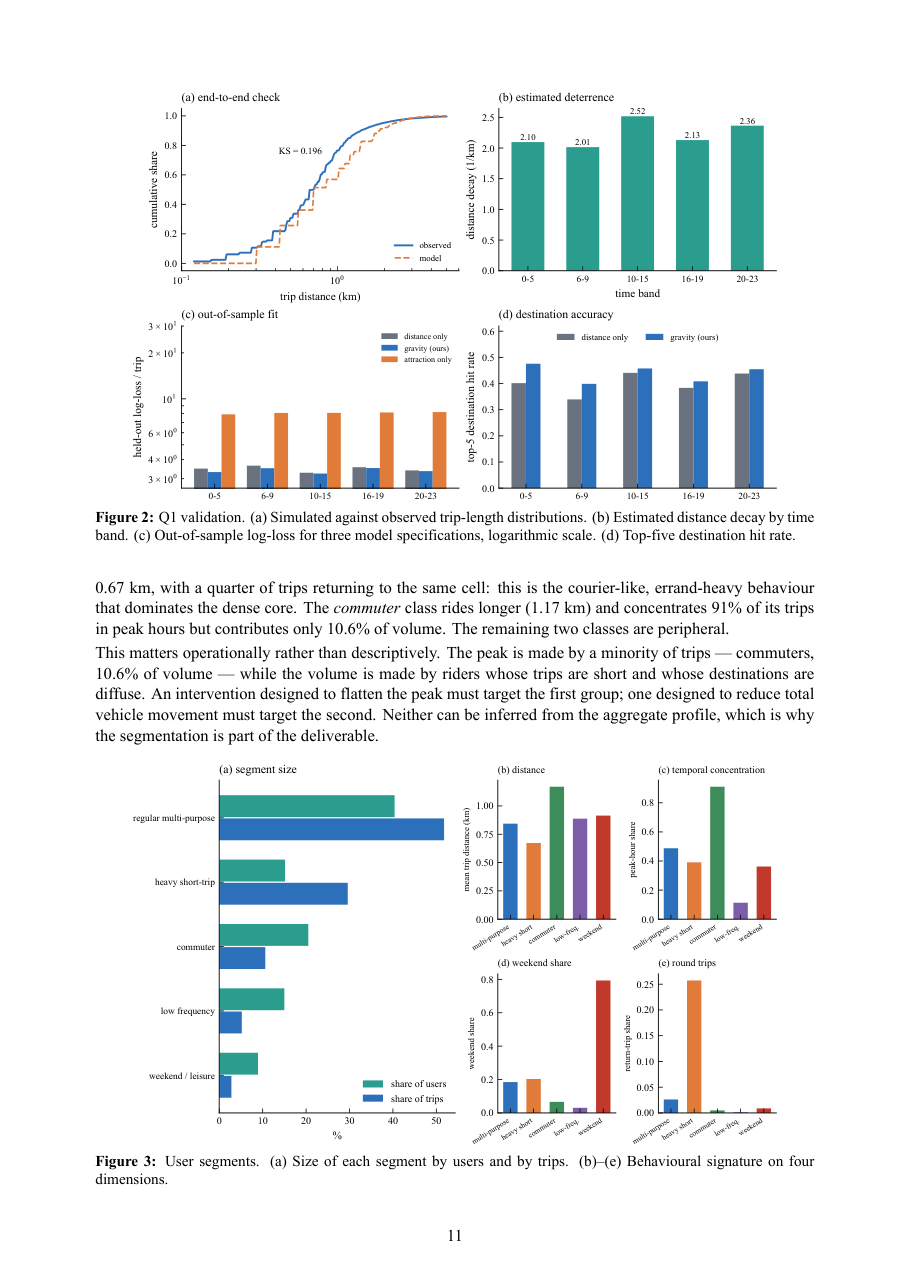 (a) end-to-end check
1.0
0.8
0.6
0.4
0.2
0.0
cumulative share
KS = 0.196
observed
model
10⁻¹
10⁰
trip distance (km)
(b) estimated deterrence
2.5
2.0
1.5
1.0
0.5
0.0
distance decay (1/km)
2.10
2.01
2.52
2.13
2.36
0-5
6-9
10-15
16-19
20-23
time band
(c) out-of-sample fit
3 × 10¹
2 × 10¹
10¹
6 × 10⁰
4 × 10⁰
3 × 10⁰
held-out log-loss / trip
distance only
gravity (ours)
attraction only
0-5
6-9
10-15
16-19
20-23
(d) destination accuracy
0.6
0.5
0.4
0.3
0.2
0.1
0.0
top-5 destination hit rate
distance only
gravity (ours)
0-5
6-9
10-15
16-19
20-23
Figure 2: Q1 validation. (a) Simulated against observed trip-length distributions. (b) Estimated distance decay by time
band. (c) Out-of-sample log-loss for three model specifications, logarithmic scale. (d) Top-five destination hit rate.
0.67 km, with a quarter of trips returning to the same cell: this is the courier-like, errand-heavy behaviour
that dominates the dense core. The commuter class rides longer (1.17 km) and concentrates 91% of its trips
in peak hours but contributes only 10.6% of volume. The remaining two classes are peripheral.
This matters operationally rather than descriptively. The peak is made by a minority of trips — commuters,
10.6% of volume — while the volume is made by riders whose trips are short and whose destinations are
diffuse. An intervention designed to flatten the peak must target the first group; one designed to reduce total
vehicle movement must target the second. Neither can be inferred from the aggregate profile, which is why
the segmentation is part of the deliverable.
(a) segment size
regular multi-purpose
heavy short-trip
commuter
low frequency
weekend / leisure
share of users
share of trips
0
10
20
30
40
50
%
(b) distance
1.00
0.75
0.50
0.25
0.00
mean trip distance (km)
multi-purpose
heavy short
commuter
low-freq.
weekend
(c) temporal concentration
0.8
0.6
0.4
0.2
0.0
peak-hour share
multi-purpose
heavy short
commuter
low-freq.
weekend
(d) weekend share
0.8
0.6
0.4
0.2
0.0
weekend share
multi-purpose
heavy short
commuter
low-freq.
weekend
(e) round trips
0.25
0.20
0.15
0.10
0.05
0.00
return-trip share
multi-purpose
heavy short
commuter
low-freq.
weekend
Figure 3: User segments. (a) Size of each segment by users and by trips. (b)–(e) Behavioural signature on four
dimensions.
11